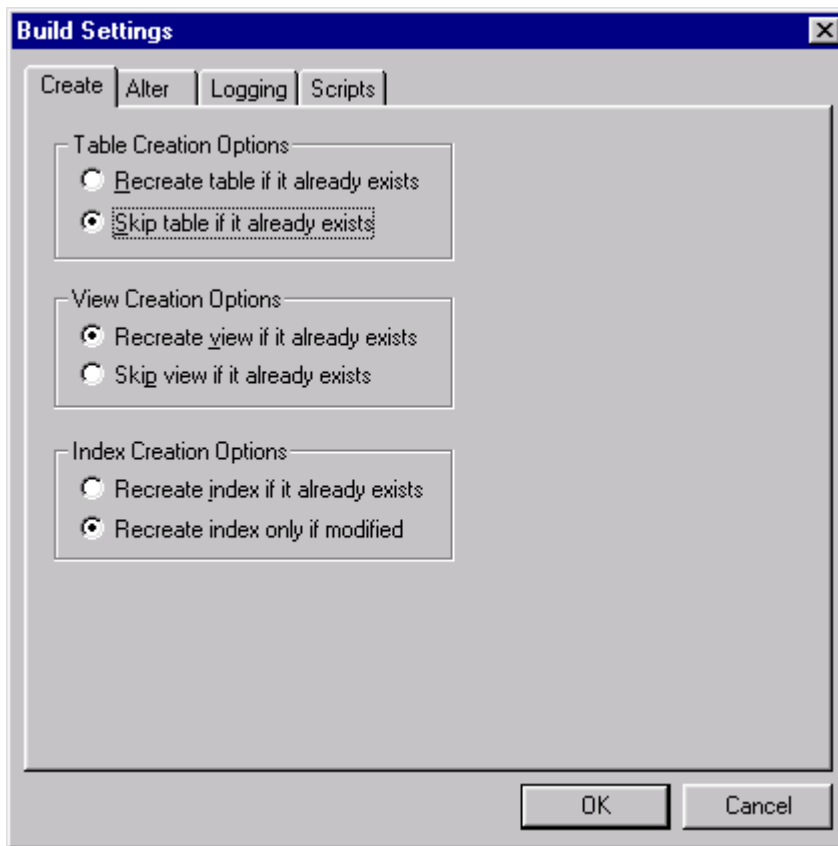 Build Settings
Create Alter Logging Scripts
Table Creation Options
Recreate table if it already exists
Skip table if it already exists
View Creation Options
Recreate view if it already exists
Skip view if it already exists
Index Creation Options
Recreate index if it already exists
Recreate index only if modified
OK Cancel